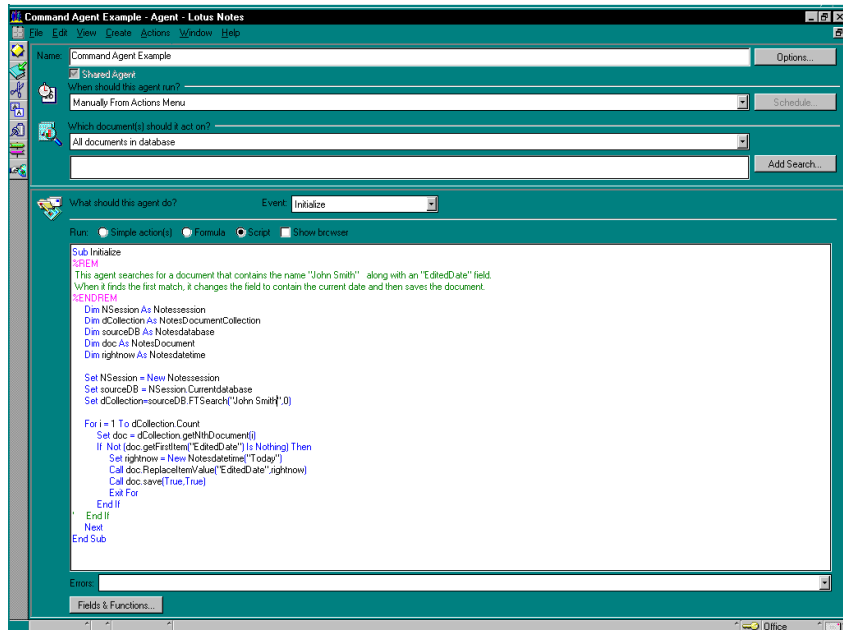 Command Agent Example - Agent - Lotus Notes
File Edit View Create Actions Window Help
Name: Command Agent Example
Options...
Shared Agent
When should this agent run?
Manually From Actions Menu
Schedule...
Which document(s) should it act on?
All documents in database
Add Search...
What should this agent do? Event: Initialize
Run: Simple action(s) Formula Script Show browser
Sub Initialize
%REM
This agent searches for a document that contains the name "John Smith" along with an "EditedDate" field.
When it finds the first match, it changes the field to contain the current date and then saves the document.
%ENDREM
Dim NSession As Notessession
Dim dCollection As NotesDocumentCollection
Dim sourceDB As Notesdatabase
Dim doc As NotesDocument
Dim rightnow As Notesdatetime
Set NSession = New Notessession
Set sourceDB = NSession.Currentdatabase
Set dCollection=sourceDB.FTSearch("John Smith",0)
For i = 1 To dCollection.Count
Set doc = dCollection.getNthDocument(i)
If Not (doc.getFirstItem("EditedDate") Is Nothing) Then
Set rightnow = New Notesdatetime("Today")
Call doc.ReplaceItemValue("EditedDate",rightnow)
Call doc.save(True,True)
Exit For
End If
' End If
Next
End Sub
Errors:
Fields & Functions...
Office